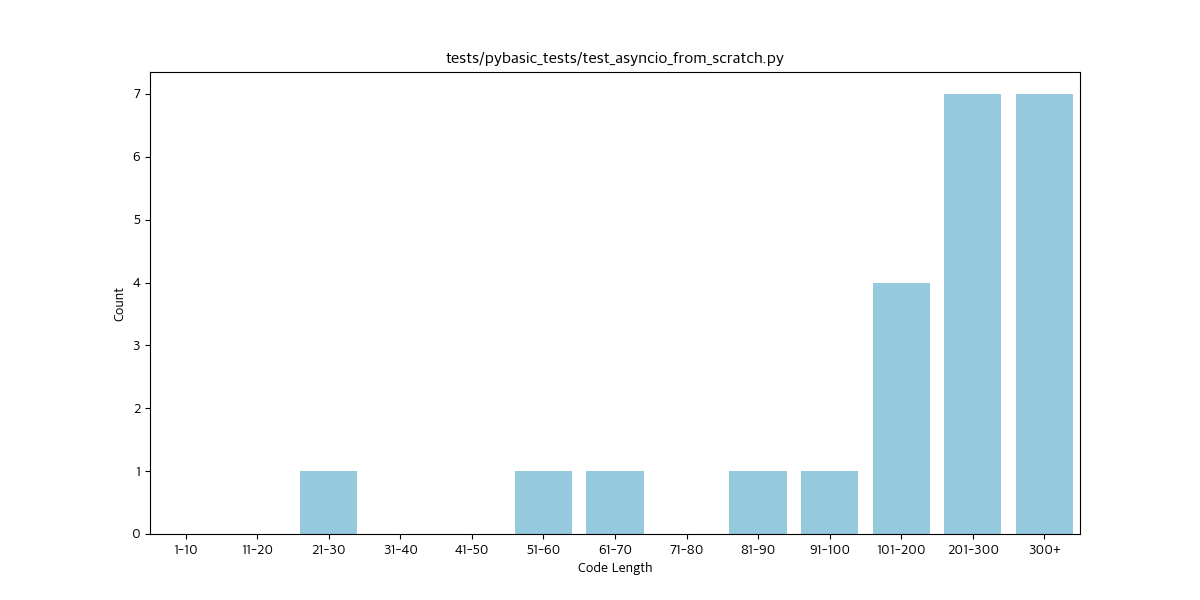 tests/pybasic_tests/test_asyncio_from_scratch.py
7
6
5
4
3
2
1
0
Count
1-10 11-20 21-30 31-40 41-50 51-60 61-70 71-80 81-90 91-100 101-200 201-300 300+
Code Length